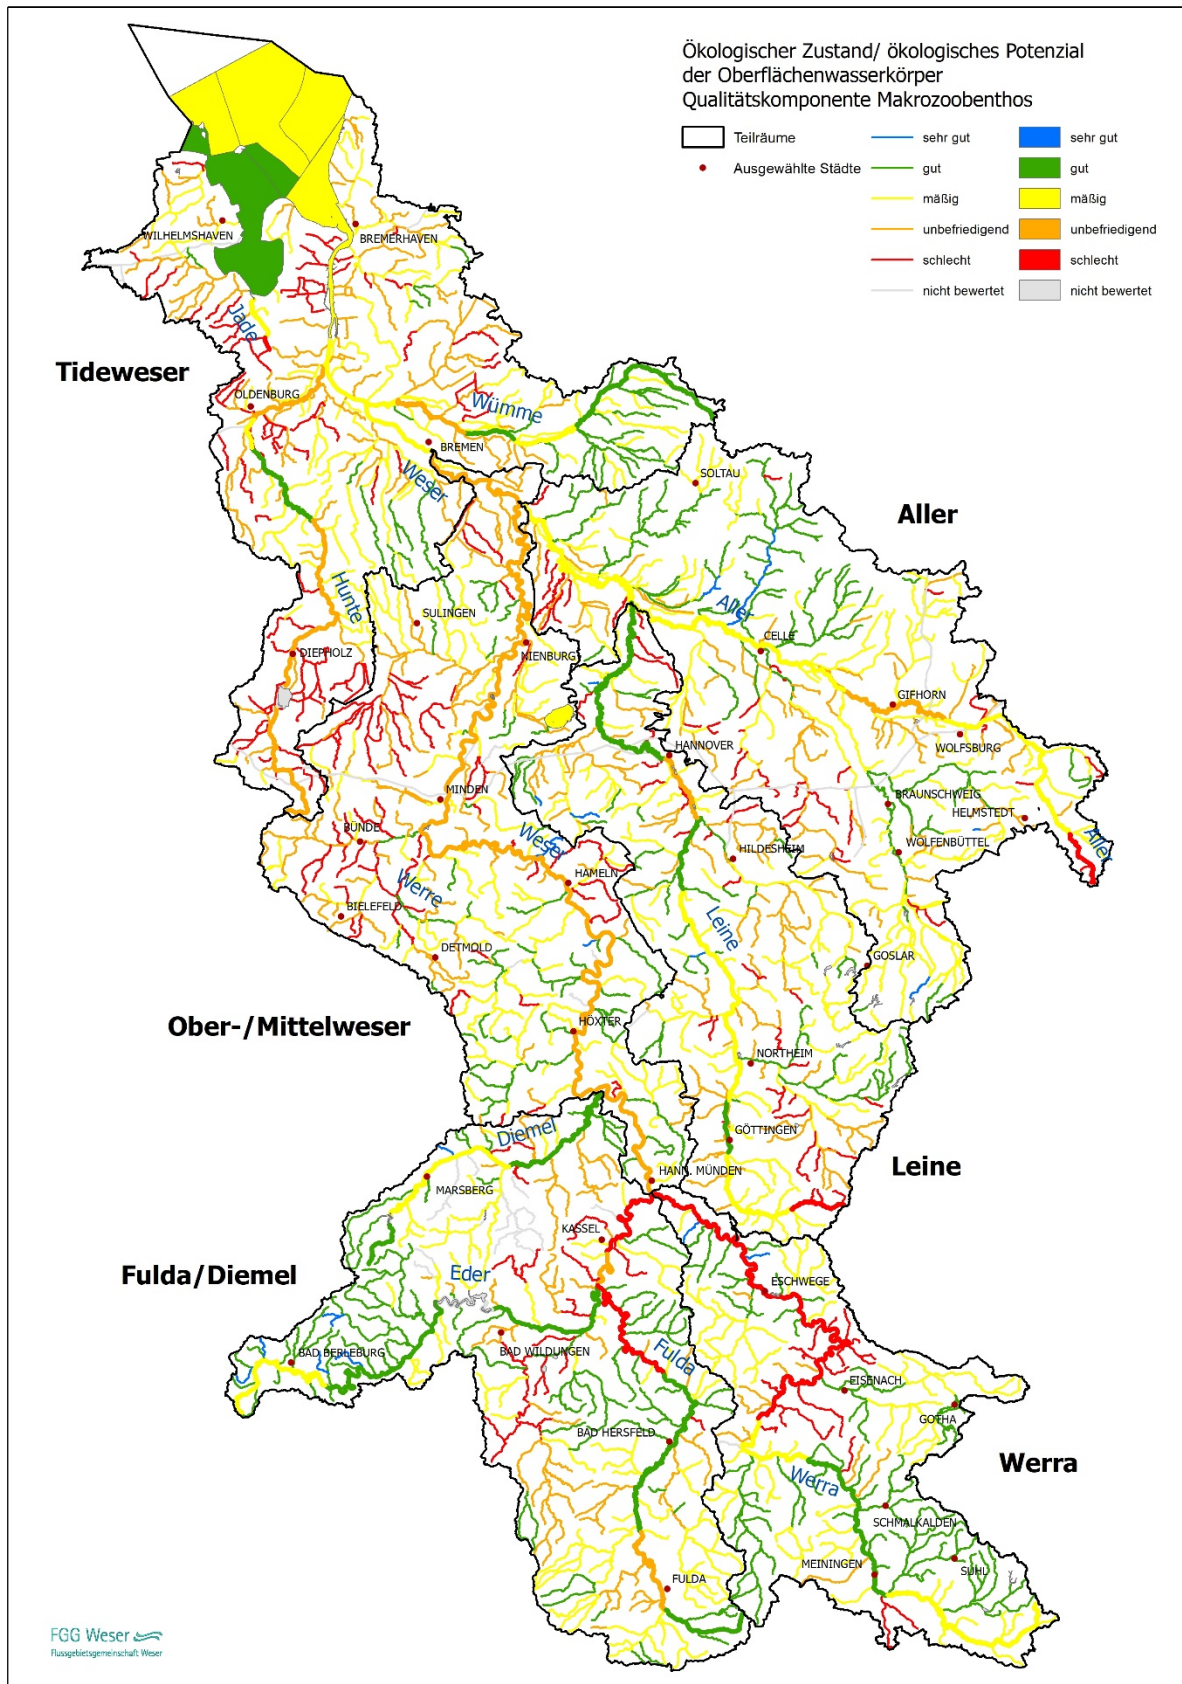 Ökologischer Zustand/ ökologisches Potenzial
der Oberflächenwasserkörper
Qualitätskomponente Makrozoobenthos
Teilräume
Ausgewählte Städte
sehr gut
gut
mäßig
unbefriedigend
schlecht
nicht bewertet
sehr gut
gut
mäßig
unbefriedigend
schlecht
nicht bewertet
WILHELMSHAVEN
BREMERHAVEN
Jade
Tideweser
OLDENBURG
Wümme
BREMEN
Weser
SOLTAU
Aller
Hunte
SULINGEN
Aller
CELLE
DIEPHOLZ
NIENBURG
GIFHORN
WOLFSBURG
HANNOVER
MINDEN
BRAUNSCHWEIG
HELMSTEDT
BÜNDE
Weser
WOLFENBÜTTEL
Aller
HILDESHEIM
HAMELN
Werre
BIELEFELD
Leine
DETMOLD
GOSLAR
Ober-/Mittelweser
HÖXTER
NORTHEIM
Diemel
GÖTTINGEN
Leine
MARSBERG
HANN. MÜNDEN
KASSEL
Fulda/Diemel
Eder
ESCHWEGE
BAD BERLEBURG
BAD WILDUNGEN
Fulda
EISENACH
GOTHA
BAD HERSFELD
Werra
Werra
SCHMALKALDEN
MEININGEN
SUHL
FULDA
FGG Weser
Flussgebietsgemeinschaft Weser